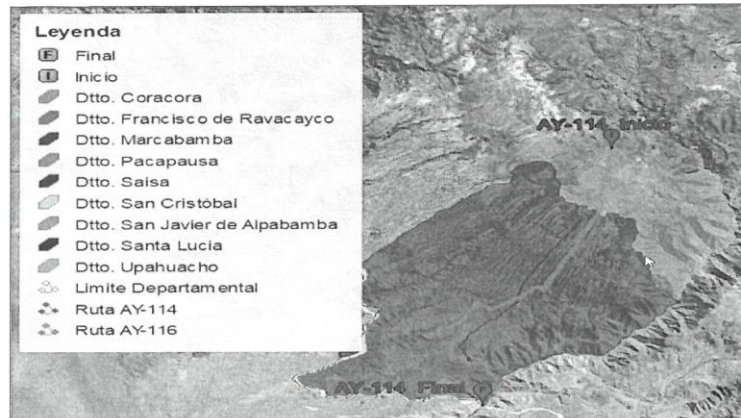 Leyenda
F Final
I Inicio
Dtto. Coracora
Dtto. Francisco de Ravacayco
Dtto. Marcabamba
Dtto. Pacapausa
Dtto. Saisa
Dtto. San Cristóbal
Dtto. San Javier de Alpabamba
Dtto. Santa Lucia
Dtto. Upahuacho
Limite Departamental
Ruta AY-114
Ruta AY-116
AY-114 Inicio
AY-114 Final